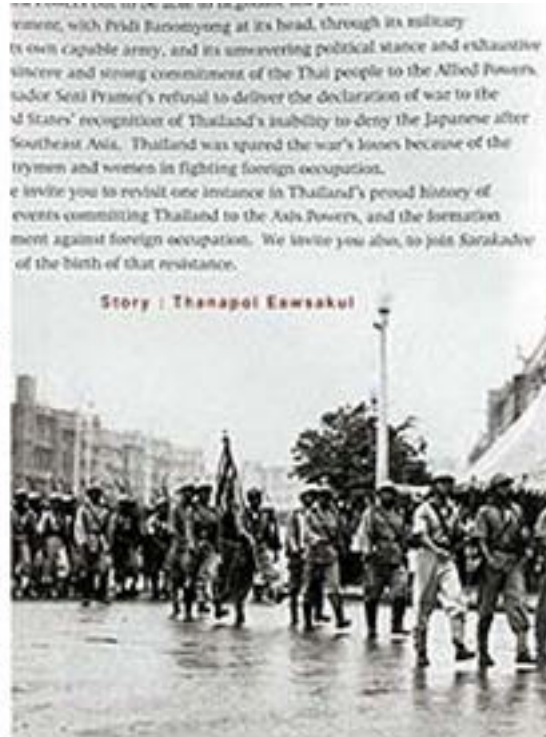 ment, with Pridi Banomyong at its head, through its military
own capable army, and its unwavering political stance and exhaustive
sincere and strong commitment of the Thai people to the Allied Powers.
sador Seni Pramoj's refusal to deliver the declaration of war to the
d States' recognition of Thailand's inability to deny the Japanese after
Southeast Asia. Thailand was spared the war's losses because of the
trymen and women in fighting foreign occupation.
e invite you to revisit one instance in Thailand's proud history of
events committing Thailand to the Axis Powers, and the formation
ment against foreign occupation. We invite you also, to join Sarakadee
of the birth of that resistance.
Story : Thanapol Eawsakul